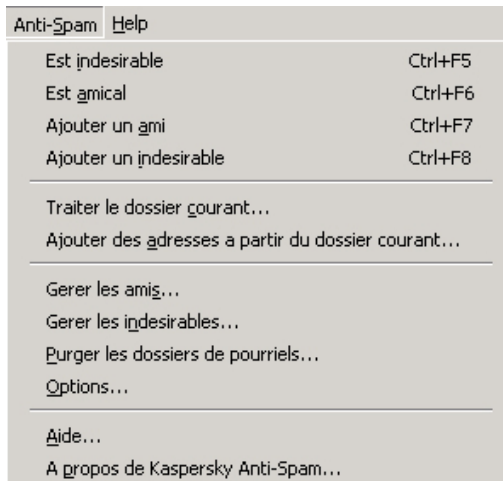 Anti-Spam Help
Est indesirable Ctrl+F5
Est amical Ctrl+F6
Ajouter un ami Ctrl+F7
Ajouter un indesirable Ctrl+F8
Traiter le dossier courant...
Ajouter des adresses a partir du dossier courant...
Gerer les amis...
Gerer les indesirables...
Purger les dossiers de pourriels...
Options...
Aide...
A propos de Kaspersky Anti-Spam...